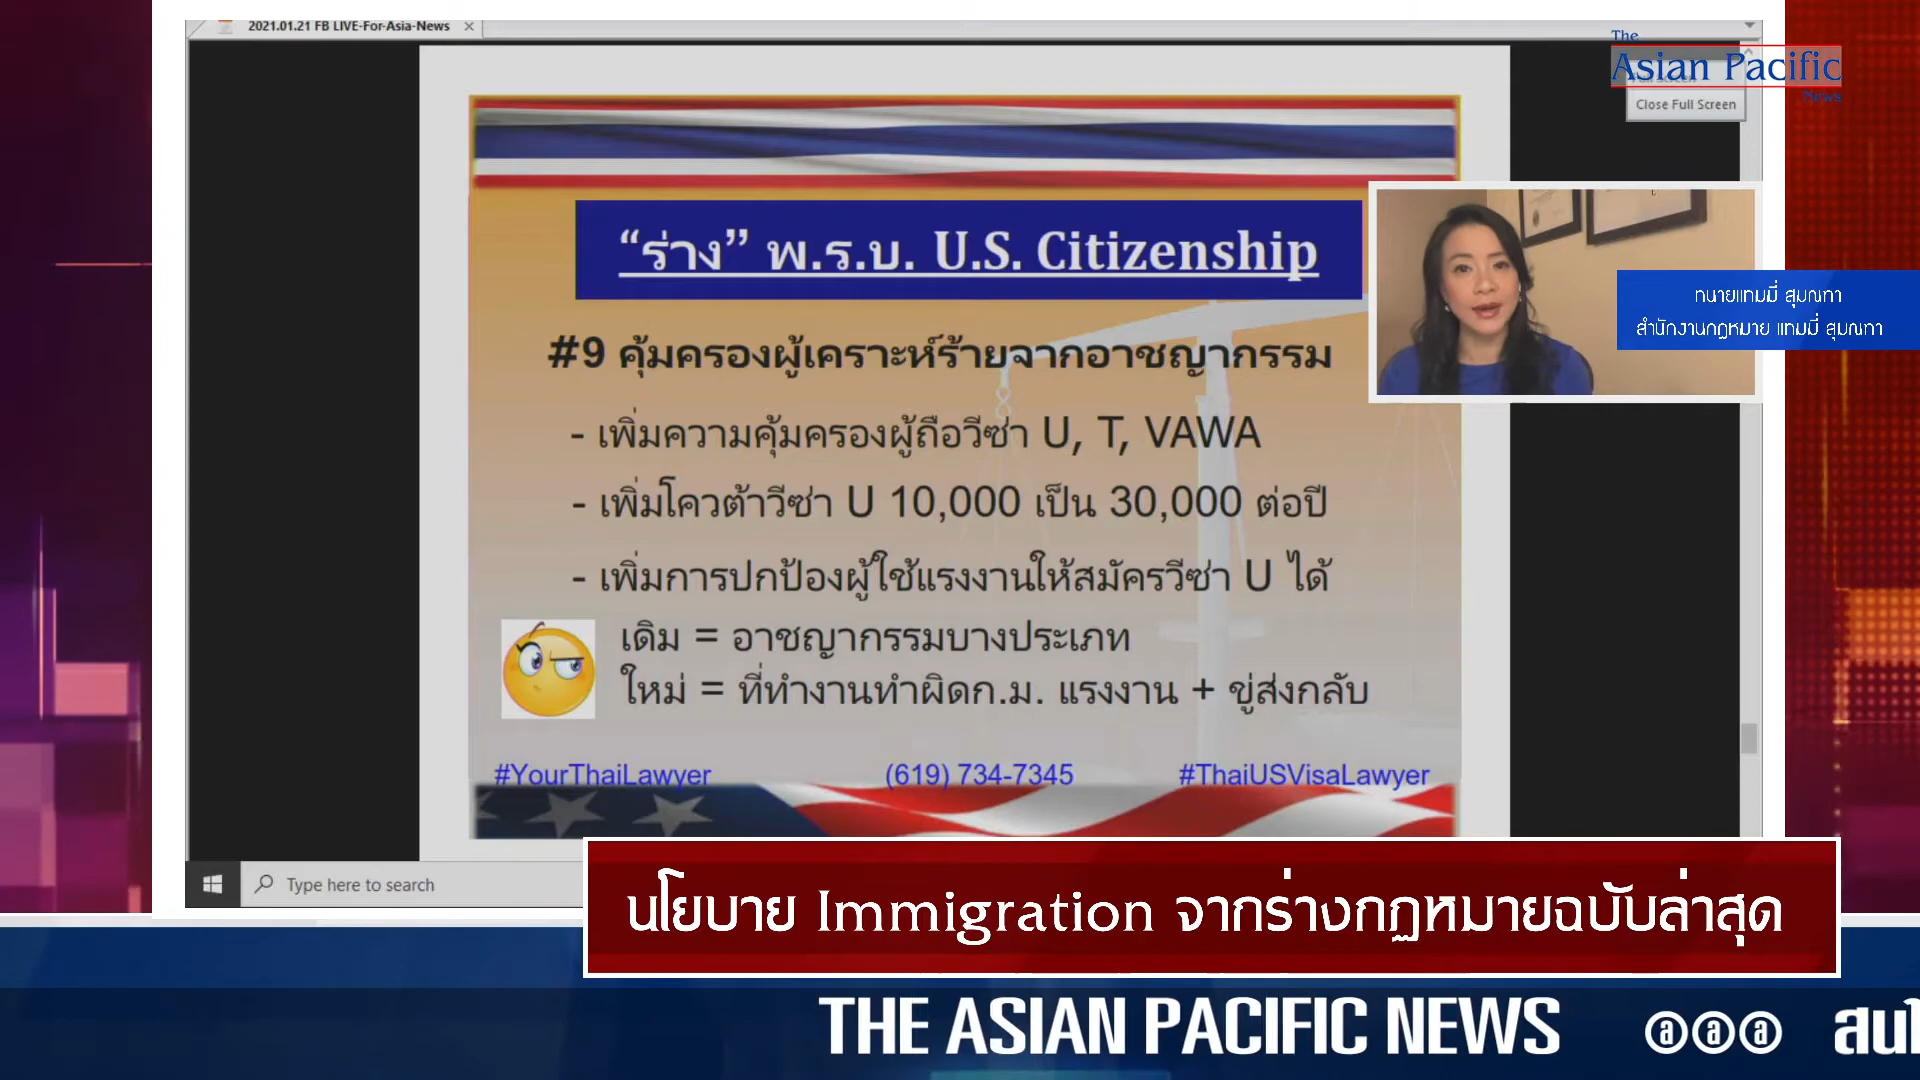 2021.01.21 FB LIVE-For-Asia-News
The
Asian Pacific
News
Close Full Screen
“ร่าง” พ.ร.บ. U.S. Citizenship
ทนายแทมมี่ สุมณฑา
สำนักงานกฎหมาย แทมมี่ สุมณฑา
#9 คุ้มครองผู้เคราะห์ร้ายจากอาชญากรรม
- เพิ่มความคุ้มครองผู้ถือวีซ่า U, T, VAWA
- เพิ่มโควต้าวีซ่า U 10,000 เป็น 30,000 ต่อปี
- เพิ่มการปกป้องผู้ใช้แรงงานให้สมัครวีซ่า U ได้
เดิม = อาชญากรรมบางประเภท
ใหม่ = ที่ทำงานทำผิดก.ม. แรงงาน + ขู่ส่งกลับ
#YourThaiLawyer (619) 734-7345 #ThaiUSVisaLawyer
Type here to search
นโยบาย Immigration จากร่างกฎหมายฉบับล่าสุด
THE ASIAN PACIFIC NEWS